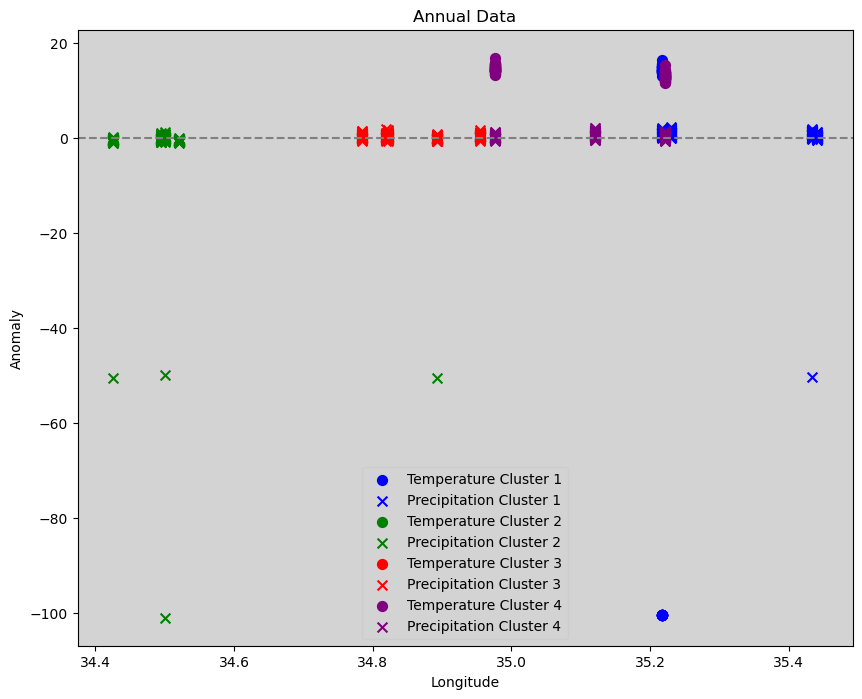 Annual Data
20
0
−20
−40
−60
−80
−100
Anomaly
Temperature Cluster 1
Precipitation Cluster 1
Temperature Cluster 2
Precipitation Cluster 2
Temperature Cluster 3
Precipitation Cluster 3
Temperature Cluster 4
Precipitation Cluster 4
34.4 34.6 34.8 35.0 35.2 35.4
Longitude